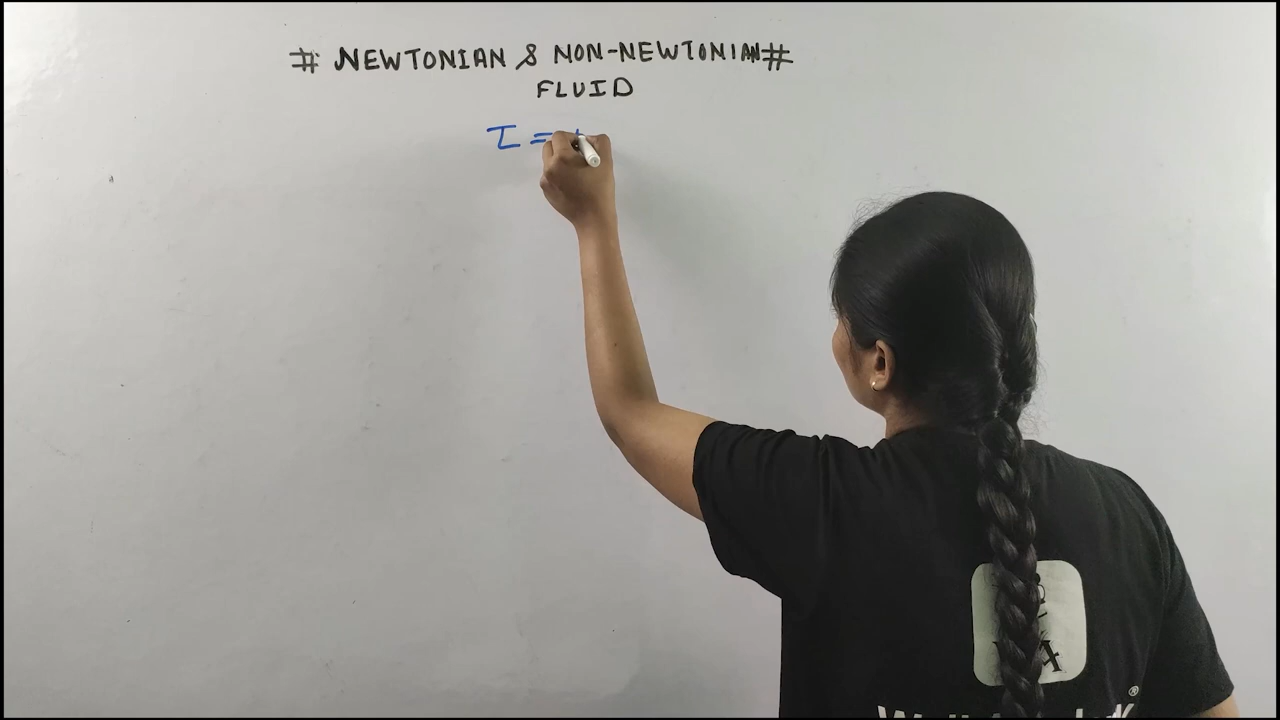 # NEWTONIAN & NON-NEWTONIAN #
FLUID
τ =